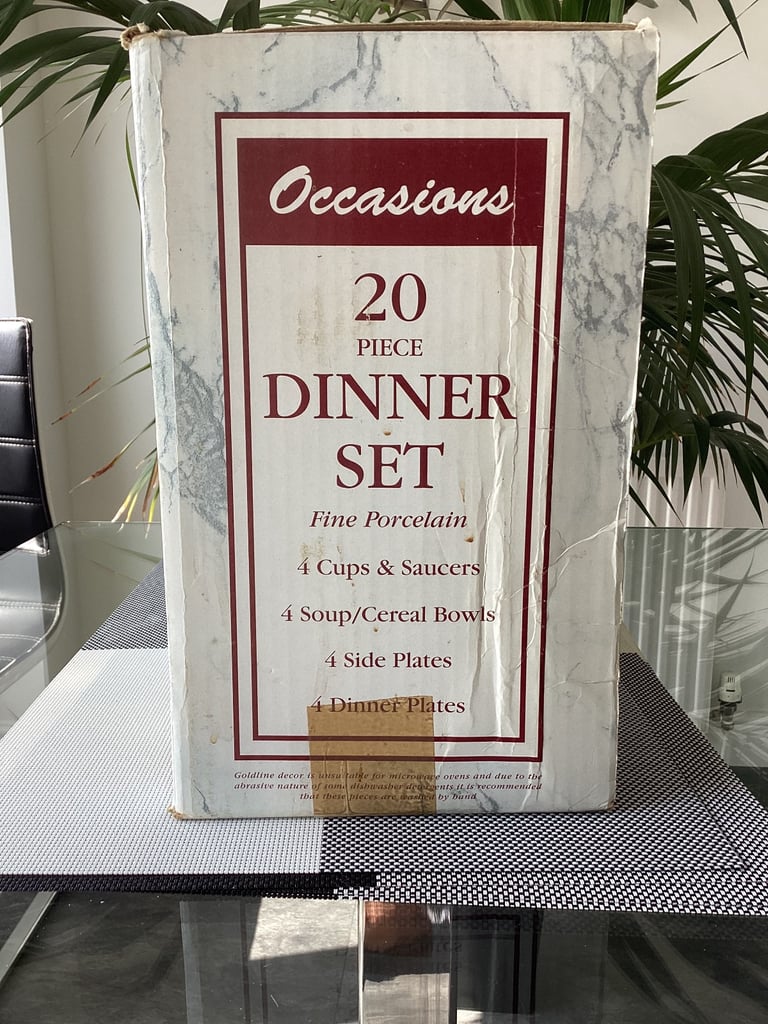 Occasions
20
PIECE
DINNER
SET
Fine Porcelain
4 Cups & Saucers
4 Soup/Cereal Bowls
4 Side Plates
4 Dinner Plates
Goldline decor is unsuitable for microwave ovens and due to the
abrasive nature of some dishwasher detergents it is recommended
that these pieces are washed by hand